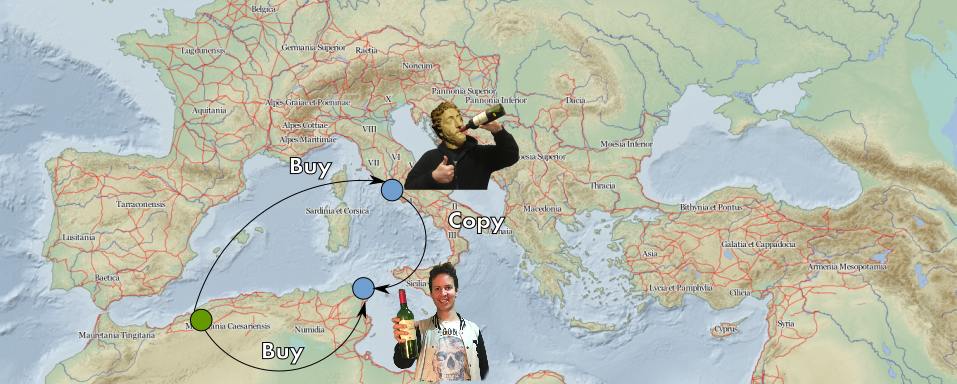 Belgica
Lugdunensis
Germania Superior
Raetia
Noricum
Aquitania
Alpes Graiae et Poeninae
X
Pannonia Superior
Pannonia Inferior
Dacia
Alpes Cottiae
VIII
Alpes Maritimae
Moesia Inferior
VI
VII
V
oesia Superior
Buy
Thracia
Tarraconensis
Sardinia et Corsica
II
Macedonia
Bithynia et Pontus
Copy
III
Lusitania
Galatia et Cappadocia
Asia
Armenia Mesopotamia
Baetica
Sicilia
Lycia et Pamphylia
Cilicia
Mauretania Tingitana
Numidia
Cyprus
Syria
Buy